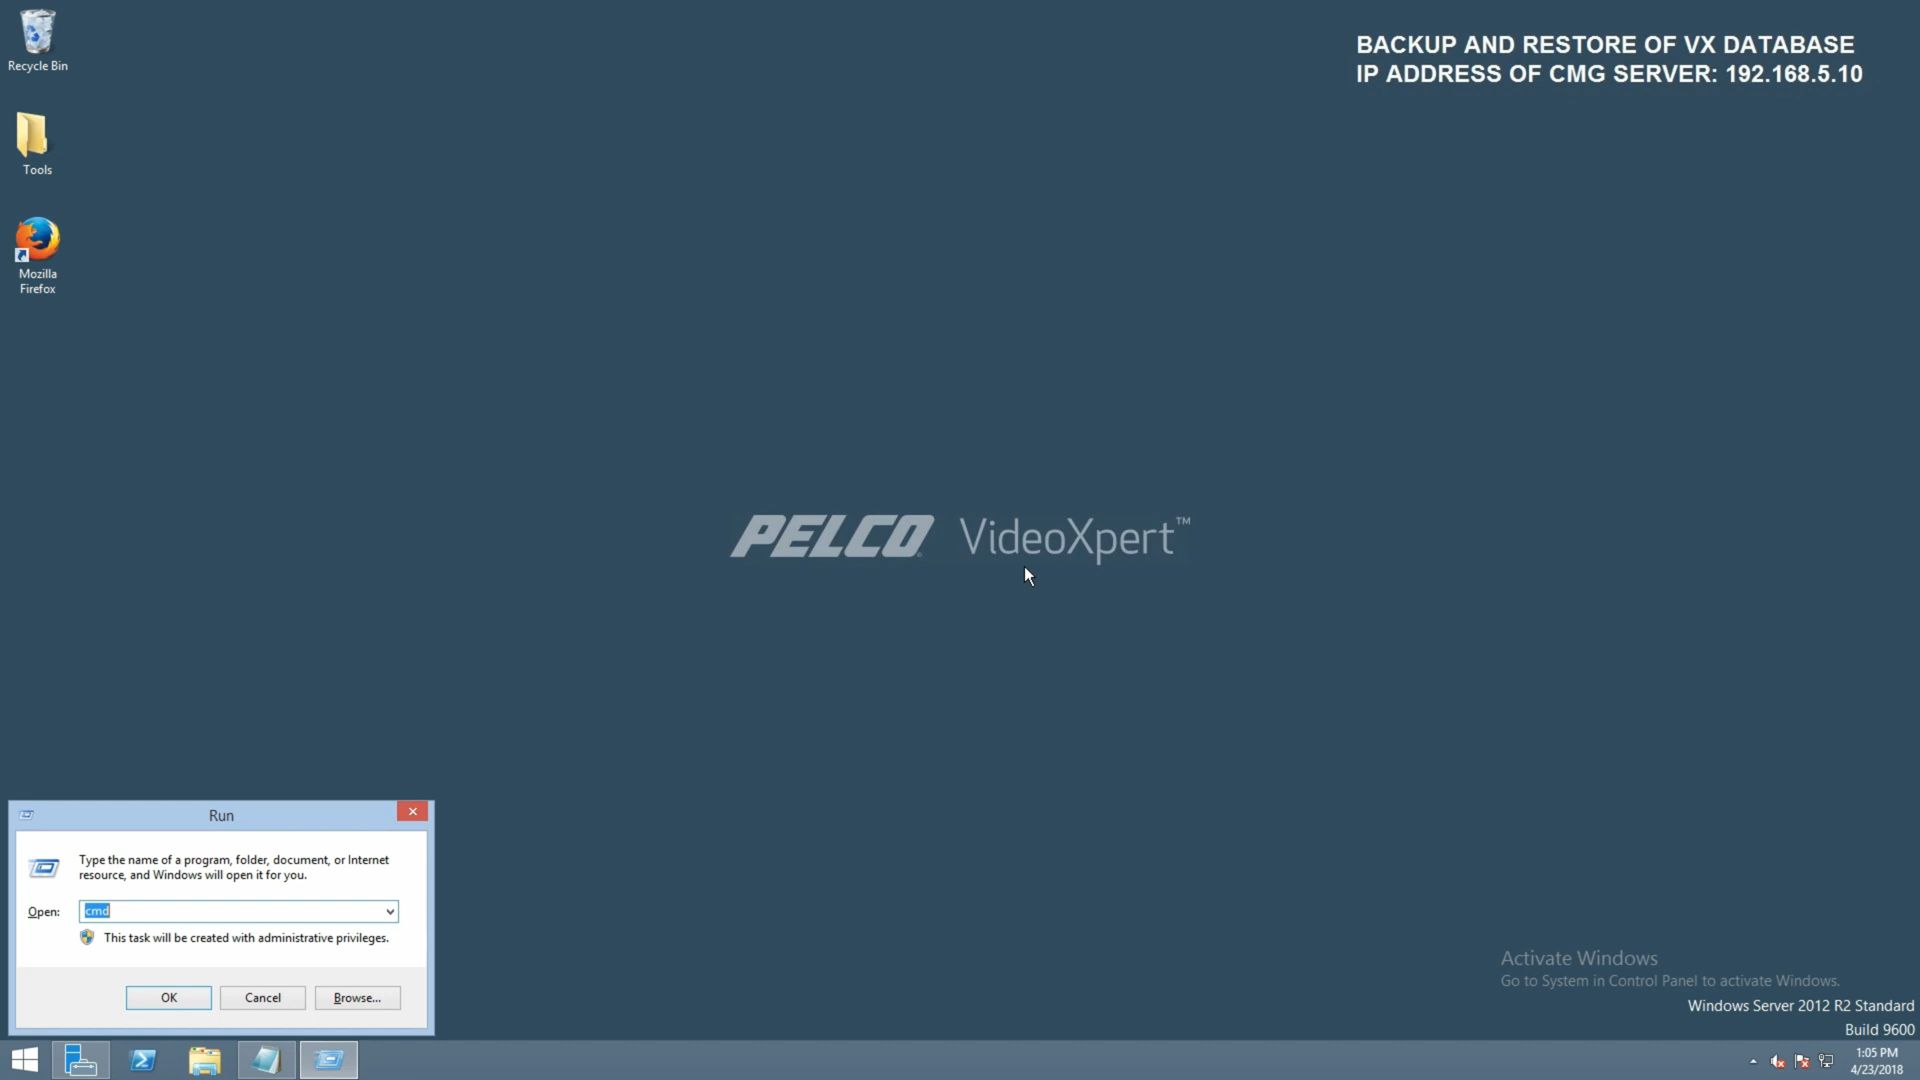 Recycle Bin
Tools
Mozilla
Firefox
BACKUP AND RESTORE OF VX DATABASE
IP ADDRESS OF CMG SERVER: 192.168.5.10
PELCO VideoXpert™
Run
Type the name of a program, folder, document, or Internet
resource, and Windows will open it for you.
Open: cmd
This task will be created with administrative privileges.
OK Cancel Browse...
Activate Windows
Go to System in Control Panel to activate Windows.
Windows Server 2012 R2 Standard
Build 9600
1:05 PM
4/23/2018